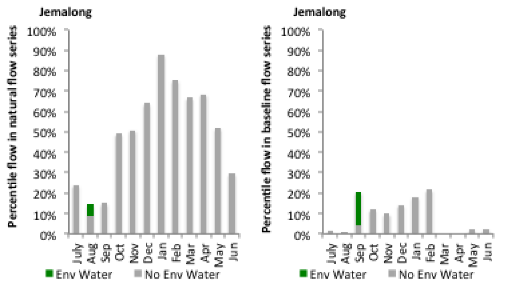 Jemalong
Percentile flow in natural flow series
100%
90%
80%
70%
60%
50%
40%
30%
20%
10%
0%
July Aug Sep Oct Nov Dec Jan Feb Mar Apr May Jun
Env Water No Env Water
Jemalong
Percentile flow in baseline flow series
100%
90%
80%
70%
60%
50%
40%
30%
20%
10%
0%
July Aug Sep Oct Nov Dec Jan Feb Mar Apr May Jun
Env Water No Env Water